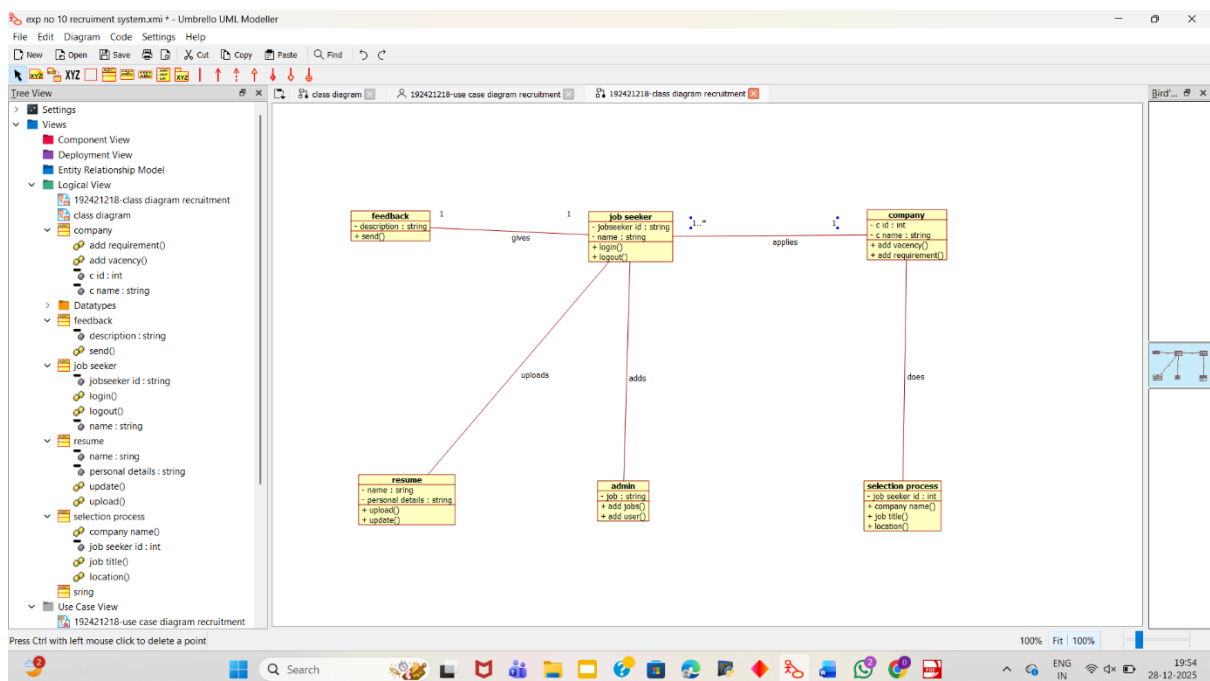 exp no 10 recruiment system.xmi * - Umbrello UML Modeller
File Edit Diagram Code Settings Help
New Open Save Cut Copy Paste Find
XYZ
Tree View
class diagram 192421218-use case diagram recruitment 192421218-class diagram recruitment
Bird'...
Settings
Views
Component View
Deployment View
Entity Relationship Model
Logical View
192421218-class diagram recruitment
class diagram
company
add requirement()
add vacency()
c id : int
c name : string
Datatypes
feedback
description : string
send()
job seeker
jobseeker id : string
login()
logout()
name : string
resume
name : sring
personal details : string
update()
upload()
selection process
company name()
job seeker id : int
job title()
location()
sring
Use Case View
192421218-use case diagram recruitment
feedback
- description : string
+ send()
1
gives
1
job seeker
- jobseeker id : string
- name : string
+ login()
+ logout()
1..*
applies
1
company
- c id : int
- c name : string
+ add vacency()
+ add requirement()
uploads
adds
does
resume
- name : sring
- personal details : string
+ upload()
+ update()
admin
- job : string
+ add jobs()
+ add user()
selection process
- job seeker id : int
+ company name()
+ job title()
+ location()
Press Ctrl with left mouse click to delete a point
100% Fit 100%
2
Search
ENG
IN
19:54
28-12-2025